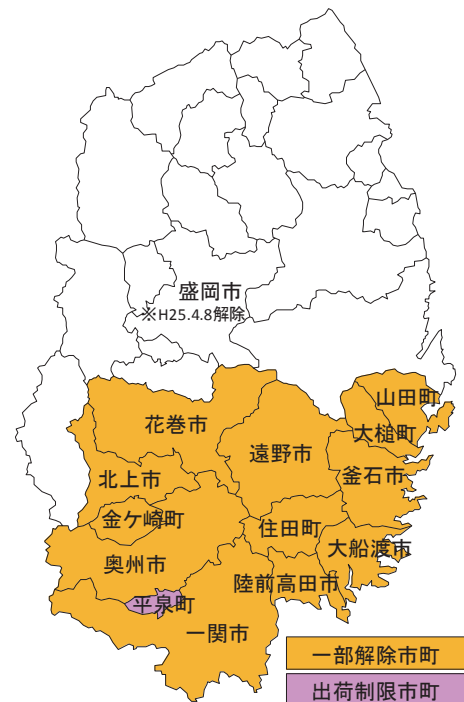 盛岡市
※H25.4.8解除
山田町
花巻市
大槌町
遠野市
釜石市
北上市
金ケ崎町
住田町
大船渡市
奥州市
陸前高田市
平泉町
一関市
一部解除市町
出荷制限市町